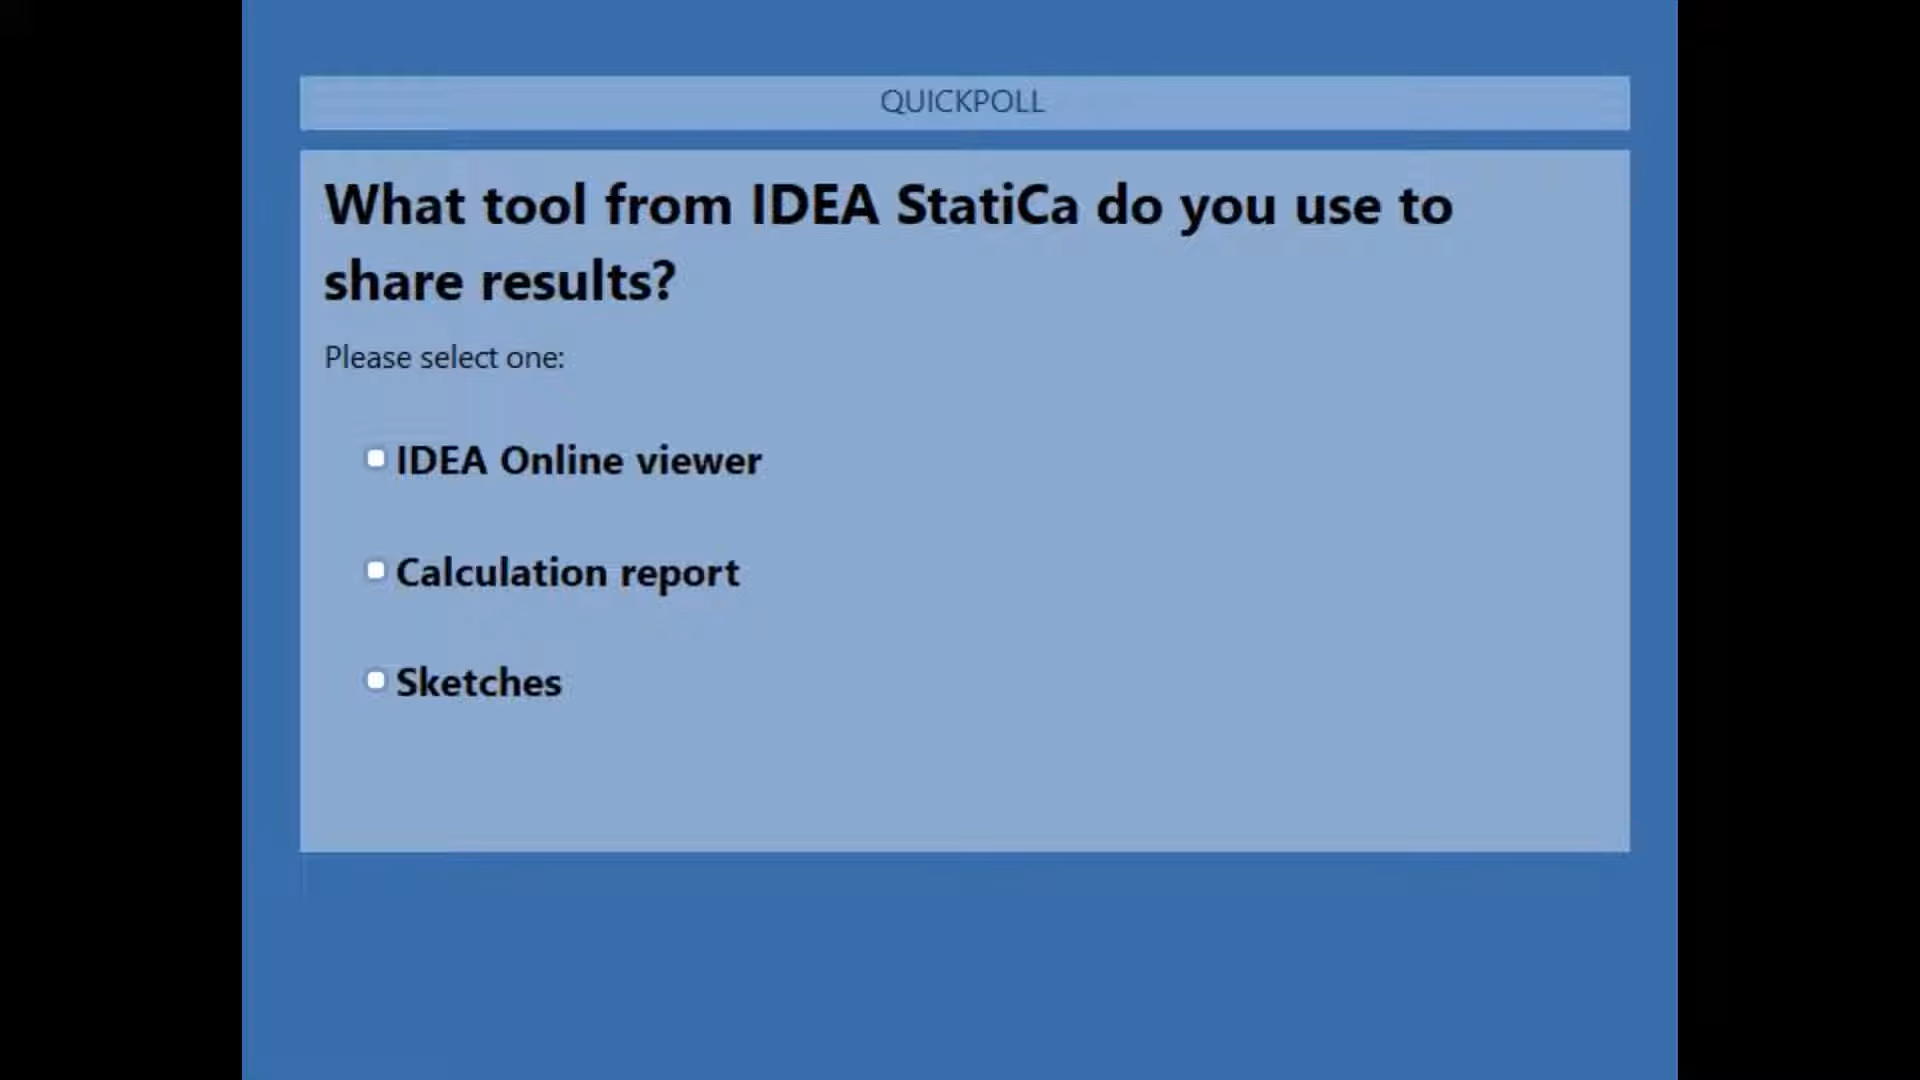 QUICKPOLL
What tool from IDEA StatiCa do you use to
share results?
Please select one:
IDEA Online viewer
Calculation report
Sketches